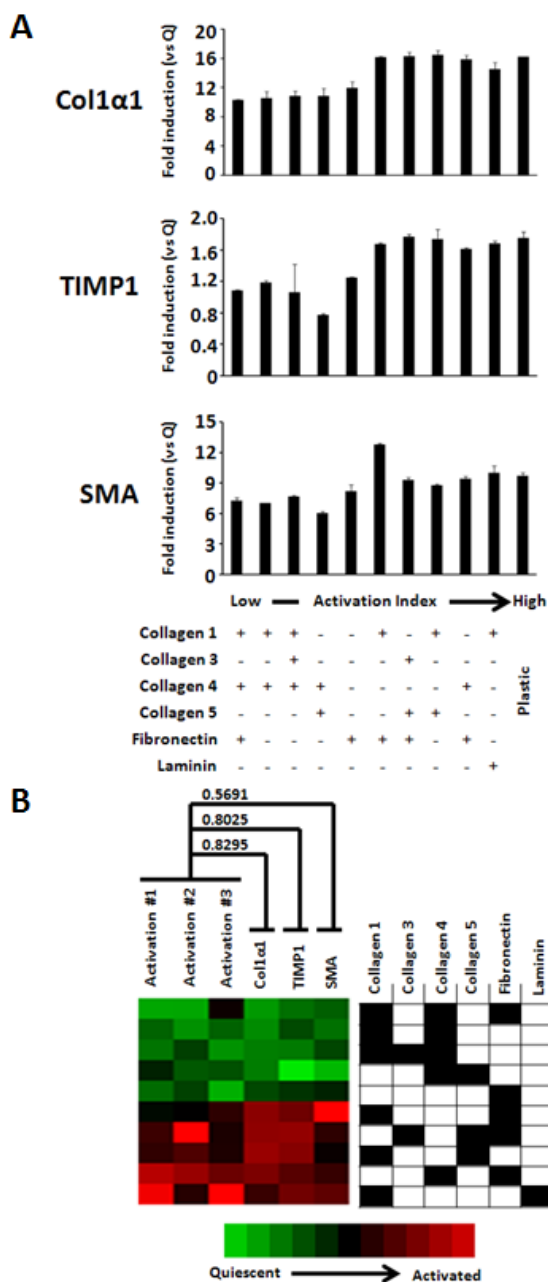 A
Col1α1
Fold induction (vs Q)
20
16
12
8
4
0
TIMP1
Fold induction (vs Q)
2.0
1.6
1.2
0.8
0.4
0
SMA
Fold induction (vs Q)
15
12
9
6
3
0
Low Activation Index High
Collagen 1 + + + - - + - + - +
Collagen 3 - - + - - - + - - -
Collagen 4 + + + + - - - - + -
Collagen 5 - - - + - - + + - -
Fibronectin + - - - + + + - + -
Laminin - - - - - - - - - +
Plastic
B
0.5691
0.8025
0.8295
Activation #1
Activation #2
Activation #3
Col1α1
TIMP1
SMA
Collagen 1
Collagen 3
Collagen 4
Collagen 5
Fibronectin
Laminin
Quiescent Activated